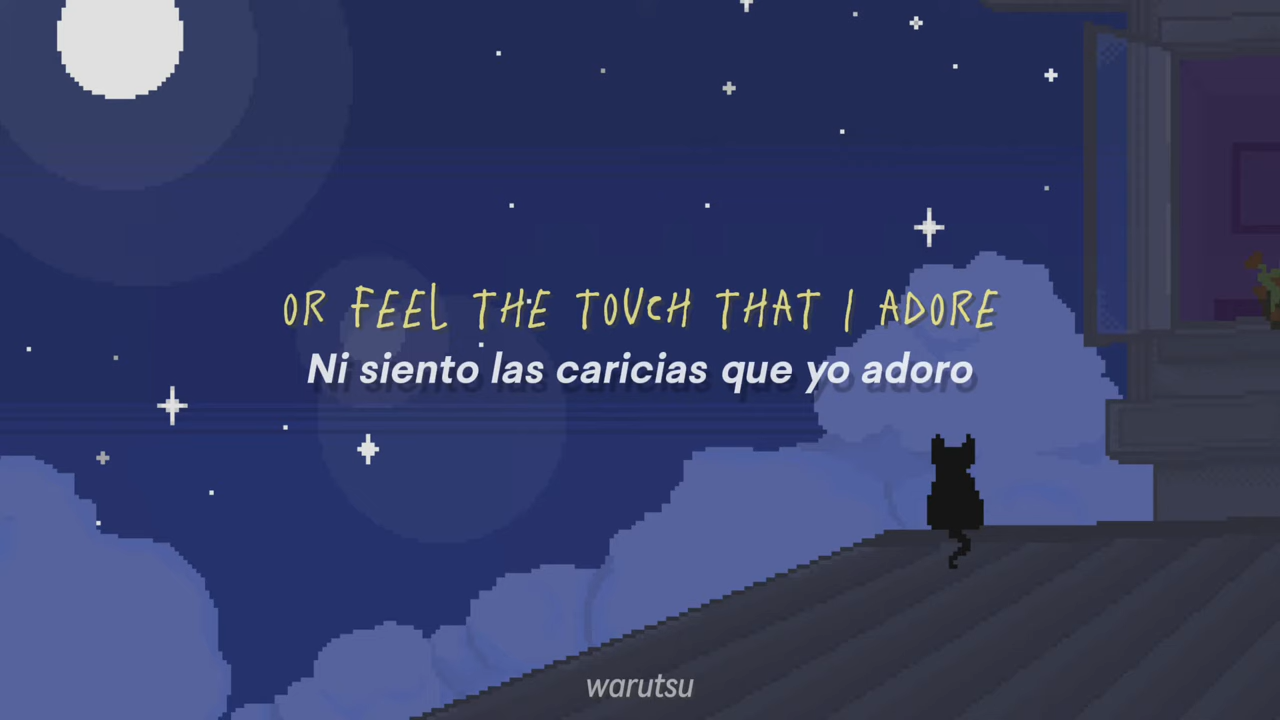 OR FEEL THE TOUCH THAT I ADORE
Ni siento las caricias que yo adoro
warutsu